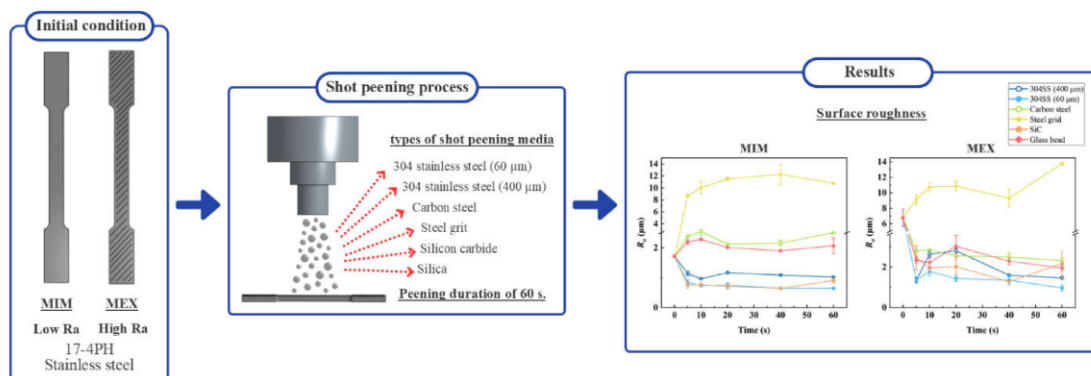 Initial condition
MIM
MEX
Low Ra
High Ra
17-4PH
Stainless steel
Shot peening process
types of shot peening media
304 stainless steel (60 μm)
304 stainless steel (400 μm)
Carbon steel
Steel grit
Silicon carbide
Silica
Peening duration of 60 s.
Results
304SS (400 μm)
304SS (60 μm)
Carbon steel
Steel grid
SiC
Glass bead
Surface roughness
MIM
14
12
10
8
6
4
2
0
Ra (μm)
0 10 20 30 40 50 60
Time (s)
MEX
14
12
10
8
6
4
2
0
Ra (μm)
0 10 20 30 40 50 60
Time (s)